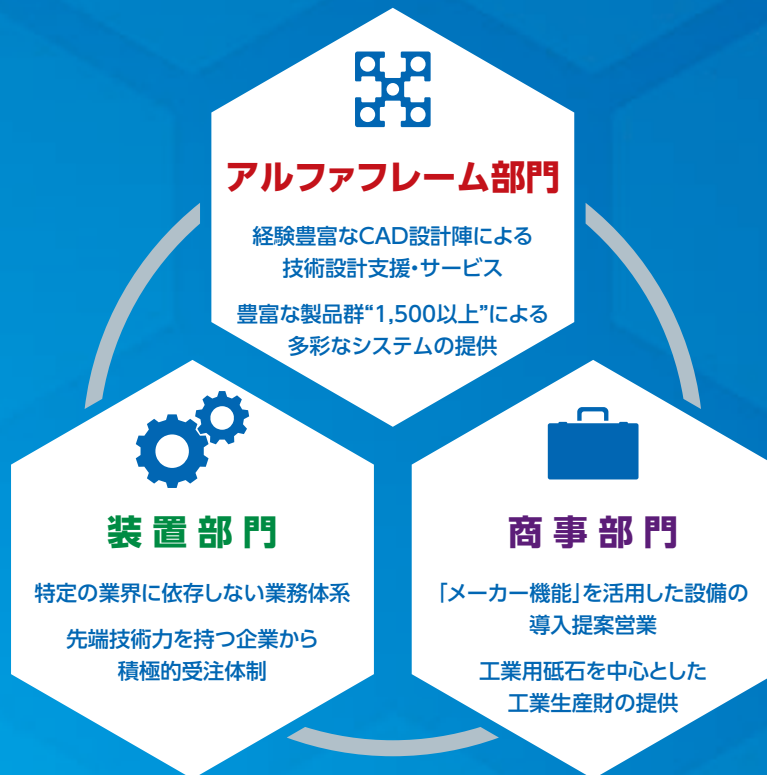 アルファフレーム部門
経験豊富なCAD設計陣による
技術設計支援・サービス
豊富な製品群“1,500以上”による
多彩なシステムの提供
装置部門
特定の業界に依存しない業務体系
先端技術力を持つ企業から
積極的受注体制
商事部門
「メーカー機能」を活用した設備の
導入提案営業
工業用砥石を中心とした
工業生産財の提供